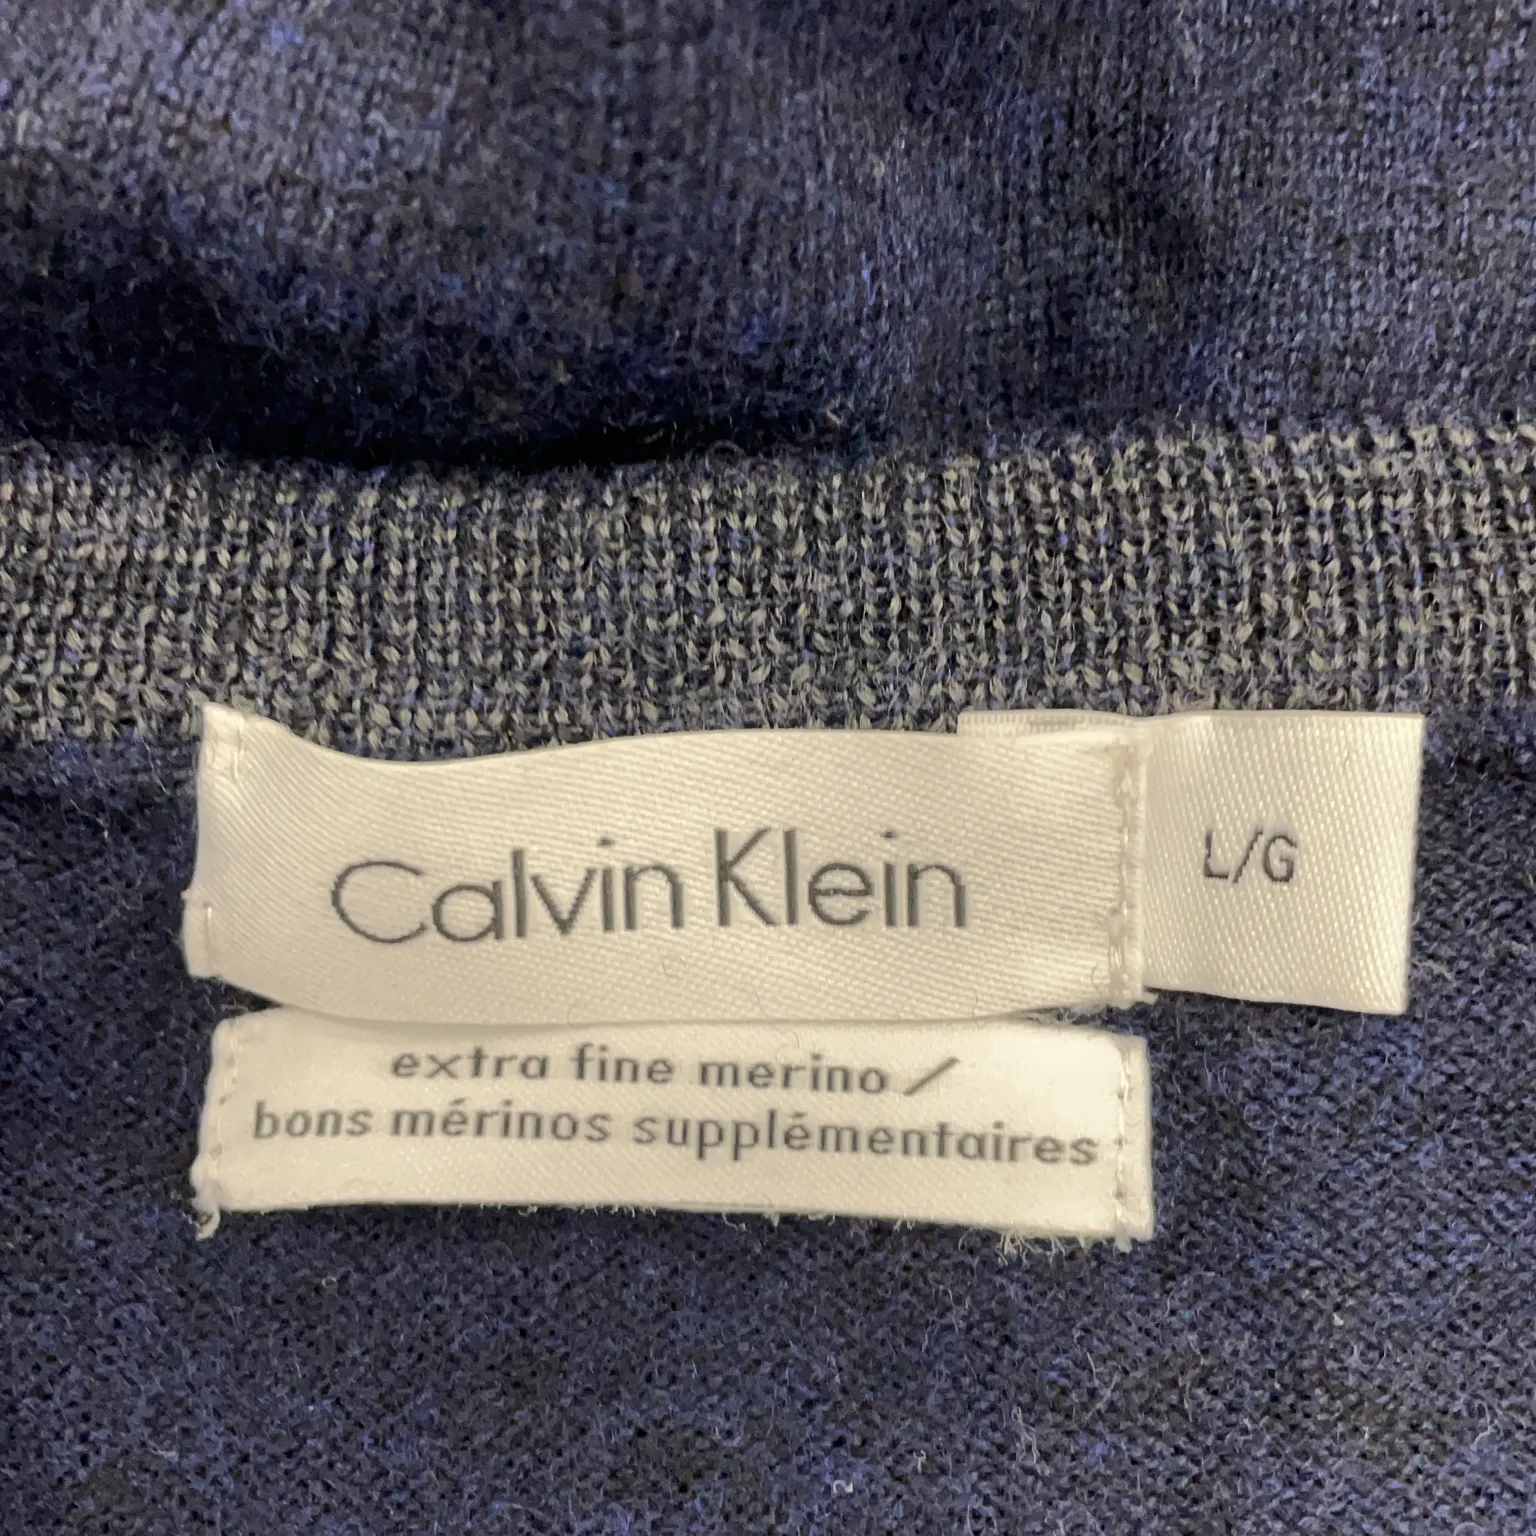 Calvin Klein
L/G
extra fine merino /
bons mérinos supplémentaires